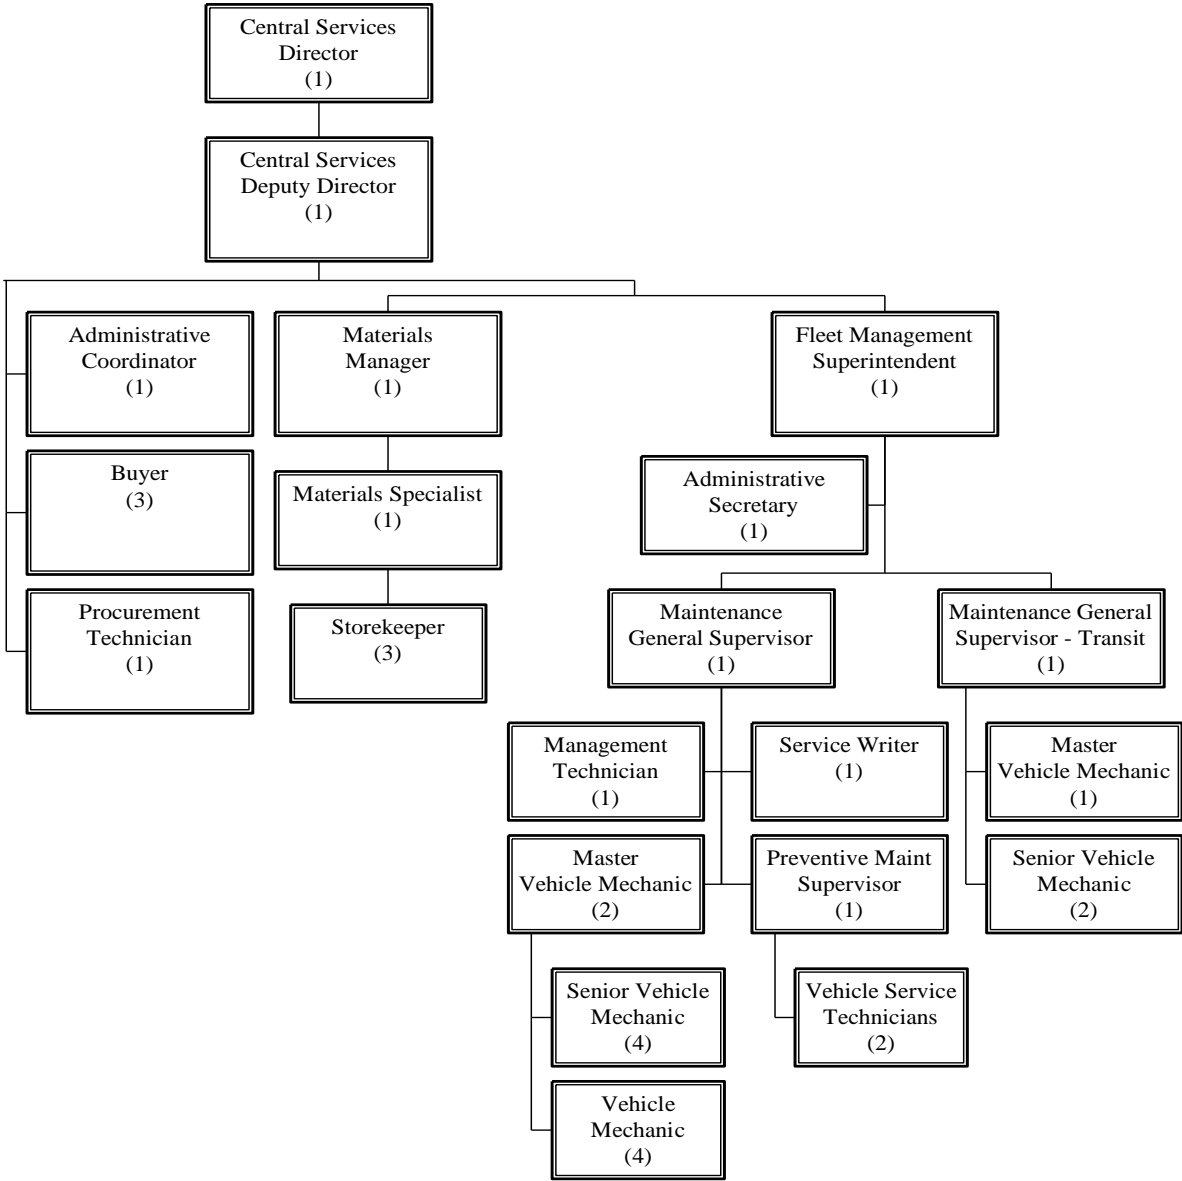 Central Services
Director
(1)
Central Services
Deputy Director
(1)
Administrative
Coordinator
(1)
Materials
Manager
(1)
Fleet Management
Superintendent
(1)
Buyer
(3)
Materials Specialist
(1)
Administrative
Secretary
(1)
Procurement
Technician
(1)
Storekeeper
(3)
Maintenance
General Supervisor
(1)
Maintenance General
Supervisor - Transit
(1)
Management
Technician
(1)
Service Writer
(1)
Master
Vehicle Mechanic
(1)
Master
Vehicle Mechanic
(2)
Preventive Maint
Supervisor
(1)
Senior Vehicle
Mechanic
(2)
Senior Vehicle
Mechanic
(4)
Vehicle Service
Technicians
(2)
Vehicle
Mechanic
(4)